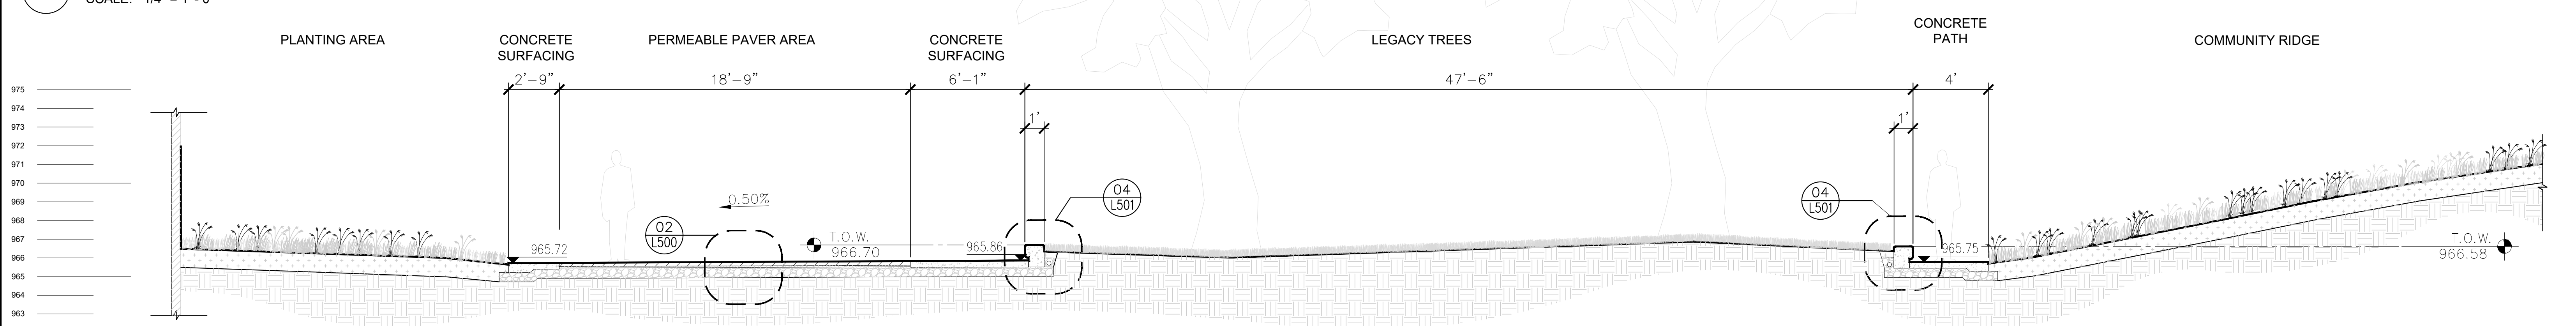 SCALE: 1/4" = 1'-0"
PLANTING AREA
CONCRETE
SURFACING
PERMEABLE PAVER AREA
CONCRETE
SURFACING
LEGACY TREES
CONCRETE
PATH
COMMUNITY RIDGE
2'-9"
18'-9"
6'-1"
47'-6"
4'
975
974
973
972
971
970
969
968
967
966
965
964
963
1'
1'
0.50%
02
L500
04
L501
04
L501
965.72
T.O.W.
966.70
965.86
965.75
T.O.W.
966.58